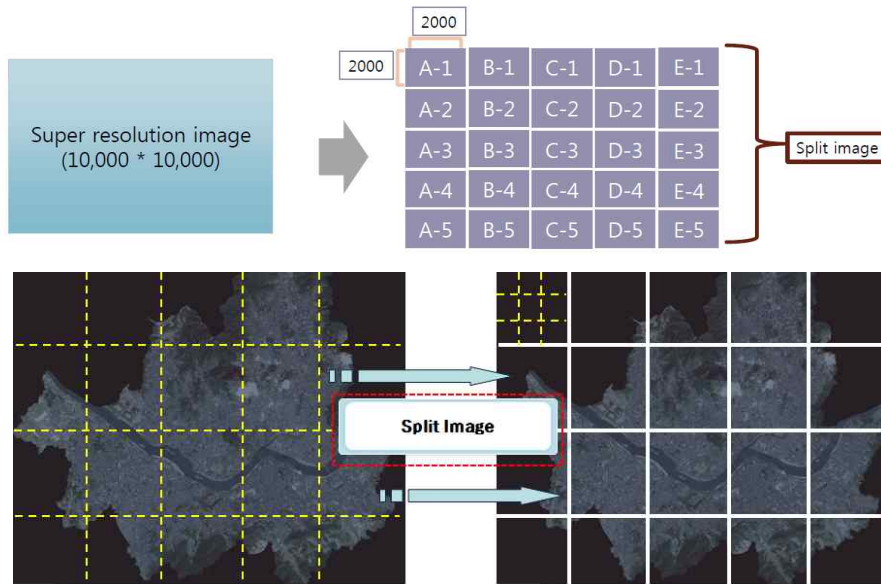 2000
2000
Super resolution image
(10,000 * 10,000)
A-1 B-1 C-1 D-1 E-1
A-2 B-2 C-2 D-2 E-2
A-3 B-3 C-3 D-3 E-3
A-4 B-4 C-4 D-4 E-4
A-5 B-5 C-5 D-5 E-5
Split image
Split Image